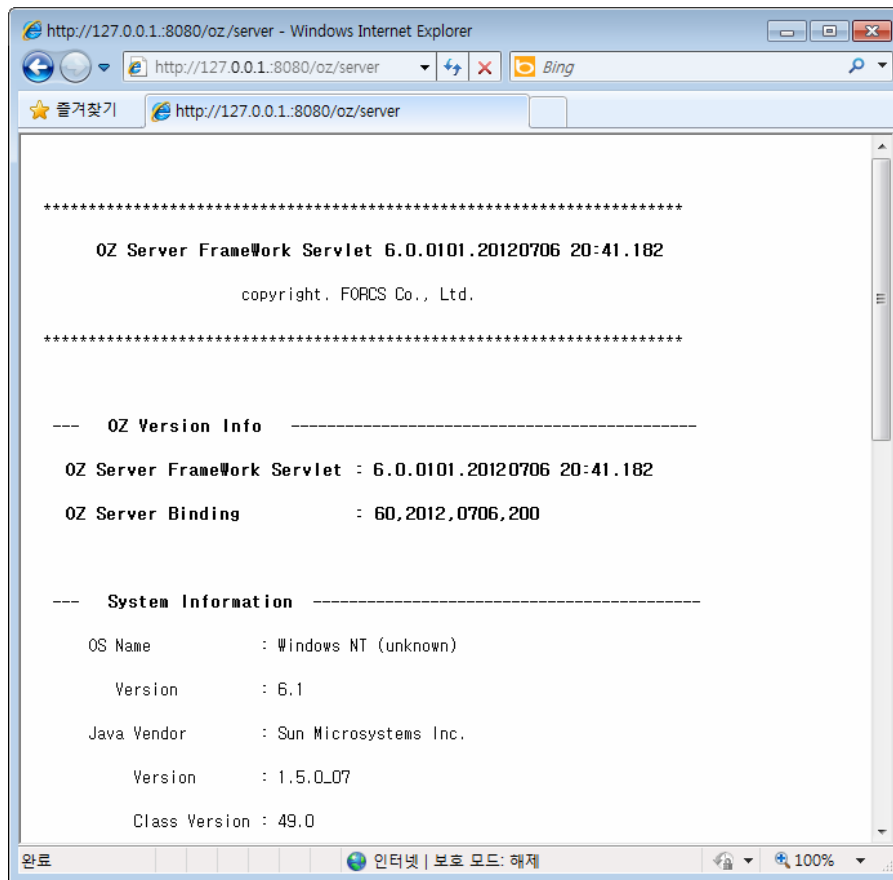 http://127.0.0.1.:8080/oz./server - Windows Internet Explorer
http://127.0.0.1.:8080/oz/server
Bing
즐겨찾기
http://127.0.0.1.:8080/oz/server
***********************************************************************
OZ Server FrameWork Servlet 6.0.0101.20120706 20:41.182
copyright. FORCS Co., Ltd.
***********************************************************************
--- OZ Version Info ---------------------------------------------
OZ Server FrameWork Servlet : 6.0.0101.20120706 20:41.182
OZ Server Binding : 60,2012,0706,200
--- System Information -------------------------------------------
OS Name : Windows NT (unknown)
Version : 6.1
Java Vendor : Sun Microsystems Inc.
Version : 1.5.0_07
Class Version : 49.0
완료
인터넷 | 보호 모드: 해제
100%